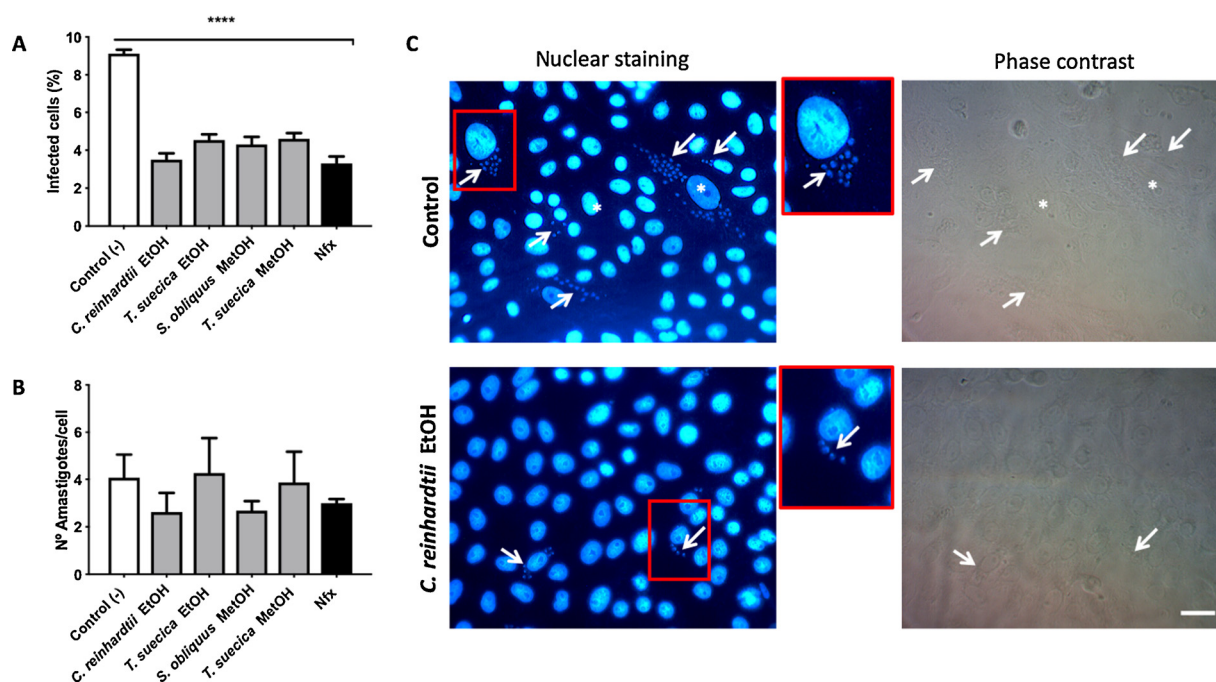 A
****
Infected cells (%)
10
8
6
4
2
0
Control (-)
C. reinhardtii EtOH
T. suecica EtOH
S. obliquus MetOH
T. suecica MetOH
Nfx
B
Nº Amastigotes/cell
8
6
4
2
0
Control (-)
C. reinhardtii EtOH
T. suecica EtOH
S. obliquus MetOH
T. suecica MetOH
Nfx
C
Nuclear staining
Phase contrast
Control
*
*
*
*
C. reinhardtii EtOH